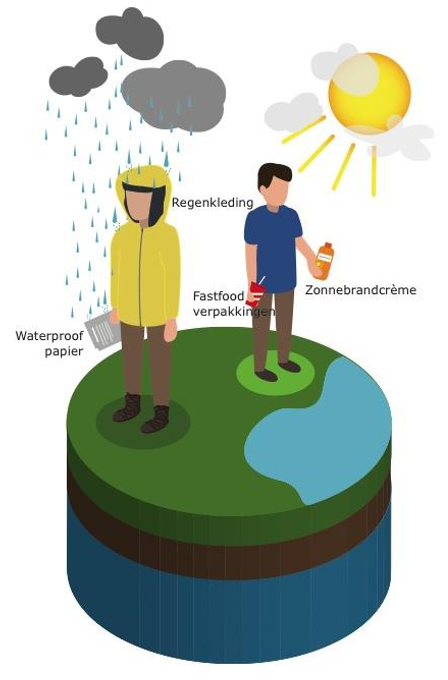 Regenkleding
Fastfood
verpakkingen
Zonnebrandcrème
Waterproof
papier